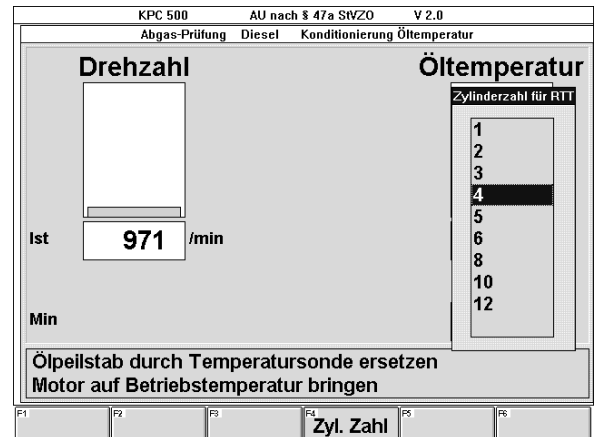 KPC 500 AU nach § 47a StVZO V 2.0
Abgas-Prüfung Diesel Konditionierung Öltemperatur
Drehzahl Öltemperatur
Zylinderzahl für RTT
1
2
3
4
5
6
8
10
12
Ist 971 /min
Min
Ölpeilstab durch Temperatursonde ersetzen
Motor auf Betriebstemperatur bringen
F1 F2 F3 F4 Zyl. Zahl F5 F6